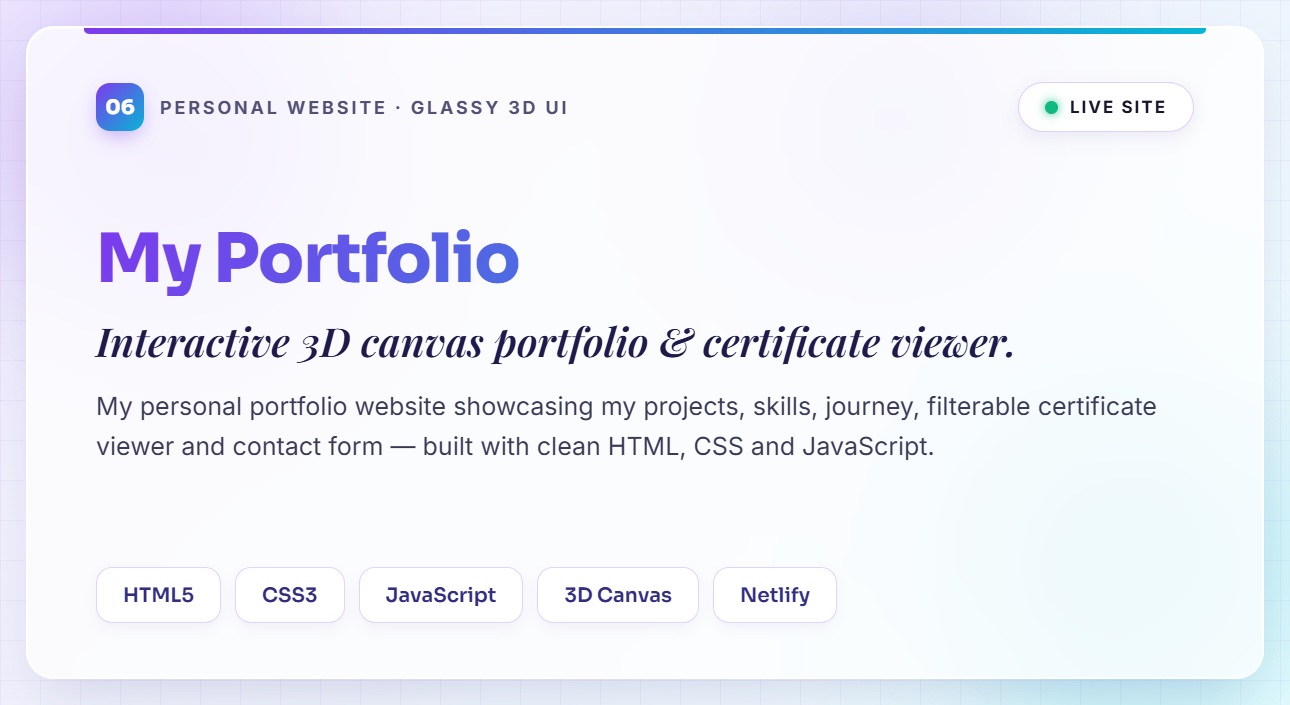 06 PERSONAL WEBSITE · GLASSY 3D UI
LIVE SITE
My Portfolio
Interactive 3D canvas portfolio & certificate viewer.
My personal portfolio website showcasing my projects, skills, journey, filterable certificate
viewer and contact form — built with clean HTML, CSS and JavaScript.
HTML5 CSS3 JavaScript 3D Canvas Netlify